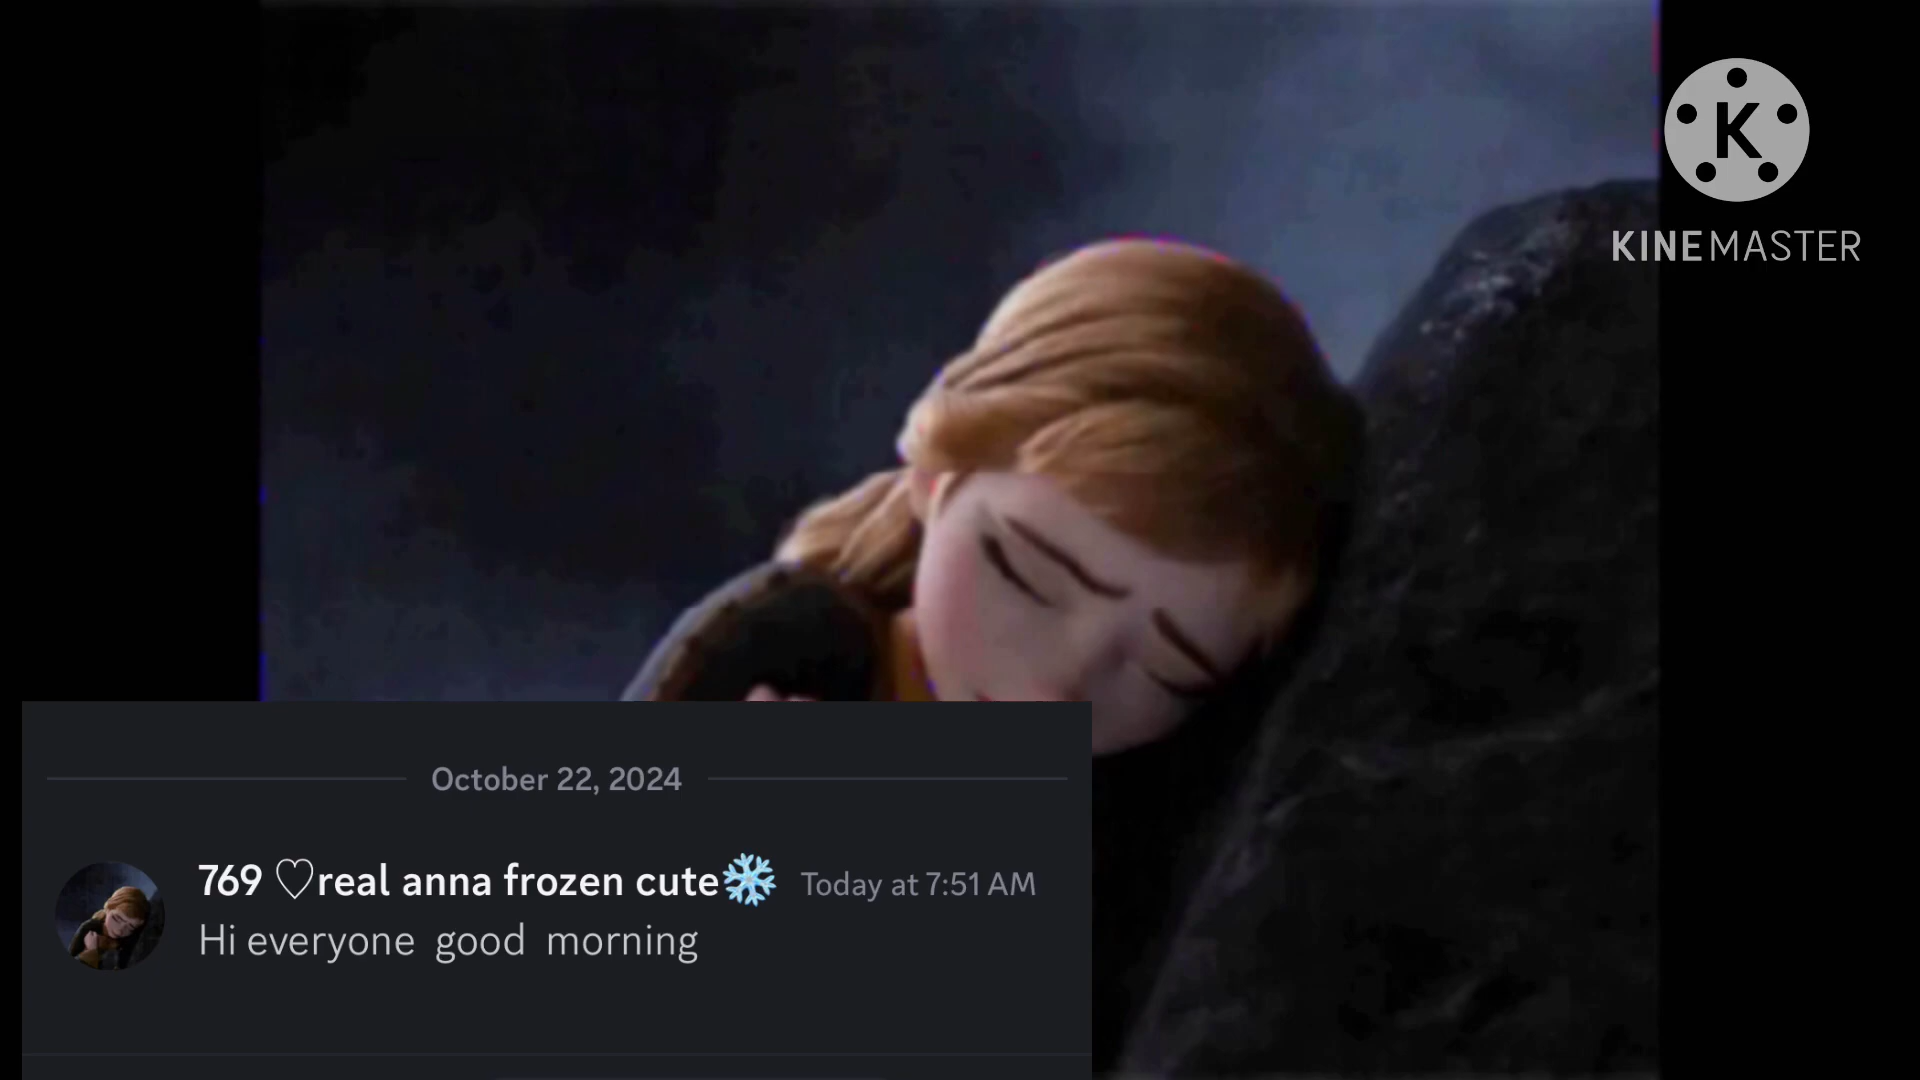 K
KINEMASTER
October 22, 2024
769 ♡real anna frozen cute❄️ Today at 7:51 AM
Hi everyone good morning